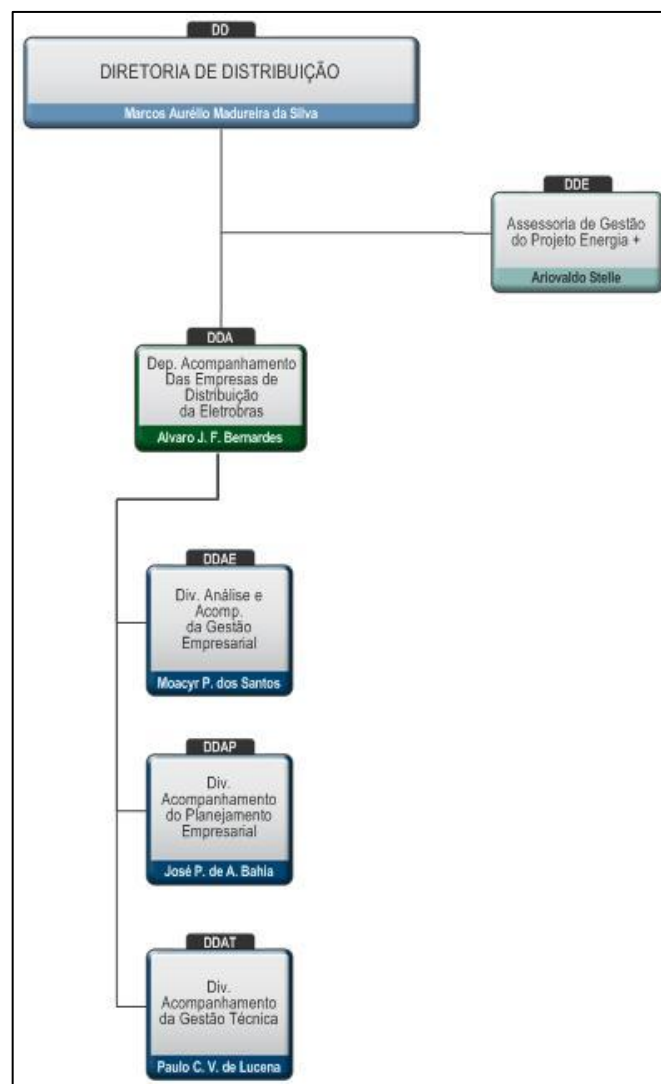 DD
DIRETORIA DE DISTRIBUIÇÃO
Marcos Aurélio Madureira da Silva
DDE
Assessoria de Gestão
do Projeto Energia +
Ariovaldo Stelle
DDA
Dep. Acompanhamento
Das Empresas de
Distribuição
da Eletrobras
Alvaro J. F. Bernardes
DDAE
Div. Análise e
Acomp.
da Gestão
Empresarial
Moacyr P. dos Santos
DDAP
Div.
Acompanhamento
do Planejamento
Empresarial
José P. de A. Bahia
DDAT
Div.
Acompanhamento
da Gestão Técnica
Paulo C. V. de Lucena